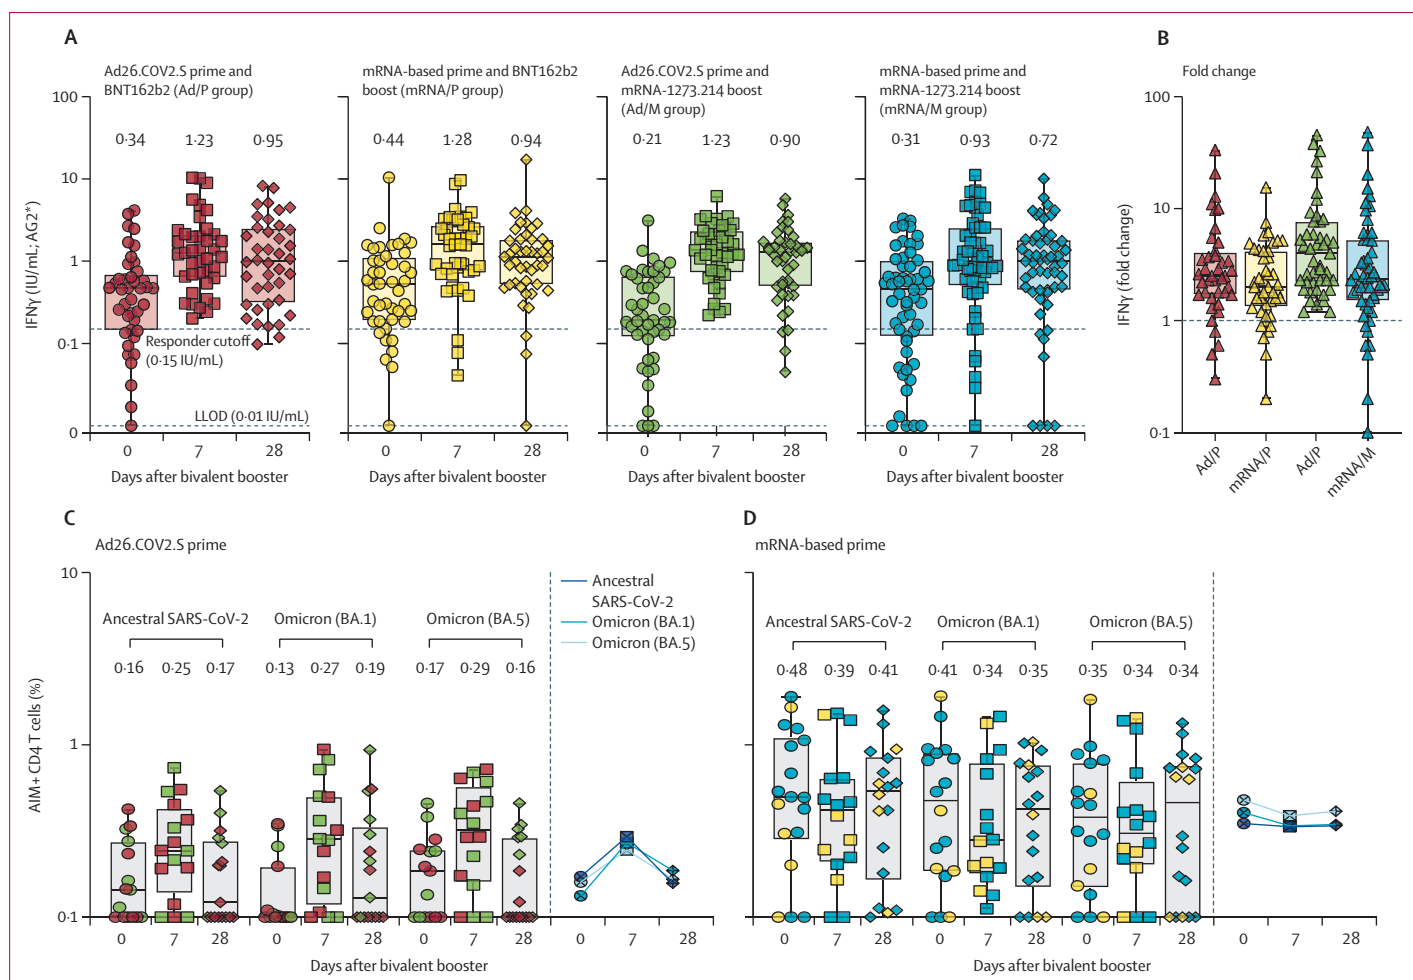 A
Ad26.COV2.S prime and
BNT162b2 (Ad/P group)
mRNA-based prime and BNT162b2
boost (mRNA/P group)
Ad26.COV2.S prime and
mRNA-1273.214 boost
(Ad/M group)
mRNA-based prime and
mRNA-1273.214 boost
(mRNA/M group)
100
10
1
0·1
0
IFNγ (IU/mL; AG2*)
0·34 1·23 0·95
0·44 1·28 0·94
0·21 1·23 0·90
0·31 0·93 0·72
Responder cutoff
(0·15 IU/mL)
LLOD (0·01 IU/mL)
0 7 28
0 7 28
0 7 28
0 7 28
Days after bivalent booster
Days after bivalent booster
Days after bivalent booster
Days after bivalent booster
B
Fold change
100
10
1
0·1
IFNγ (fold change)
Ad/P
mRNA/P
Ad/P
mRNA/M
C
Ad26.COV2.S prime
10
1
0·1
AIM+ CD4 T cells (%)
Ancestral SARS-CoV-2 Omicron (BA.1) Omicron (BA.5)
0·16 0·25 0·17 0·13 0·27 0·19 0·17 0·29 0·16
Ancestral
SARS-CoV-2
Omicron (BA.1)
Omicron (BA.5)
0 7 28 0 7 28 0 7 28 0 7 28
Days after bivalent booster
D
mRNA-based prime
Ancestral SARS-CoV-2 Omicron (BA.1) Omicron (BA.5)
0·48 0·39 0·41 0·41 0·34 0·35 0·35 0·34 0·34
0 7 28 0 7 28 0 7 28 0 7 28
Days after bivalent booster